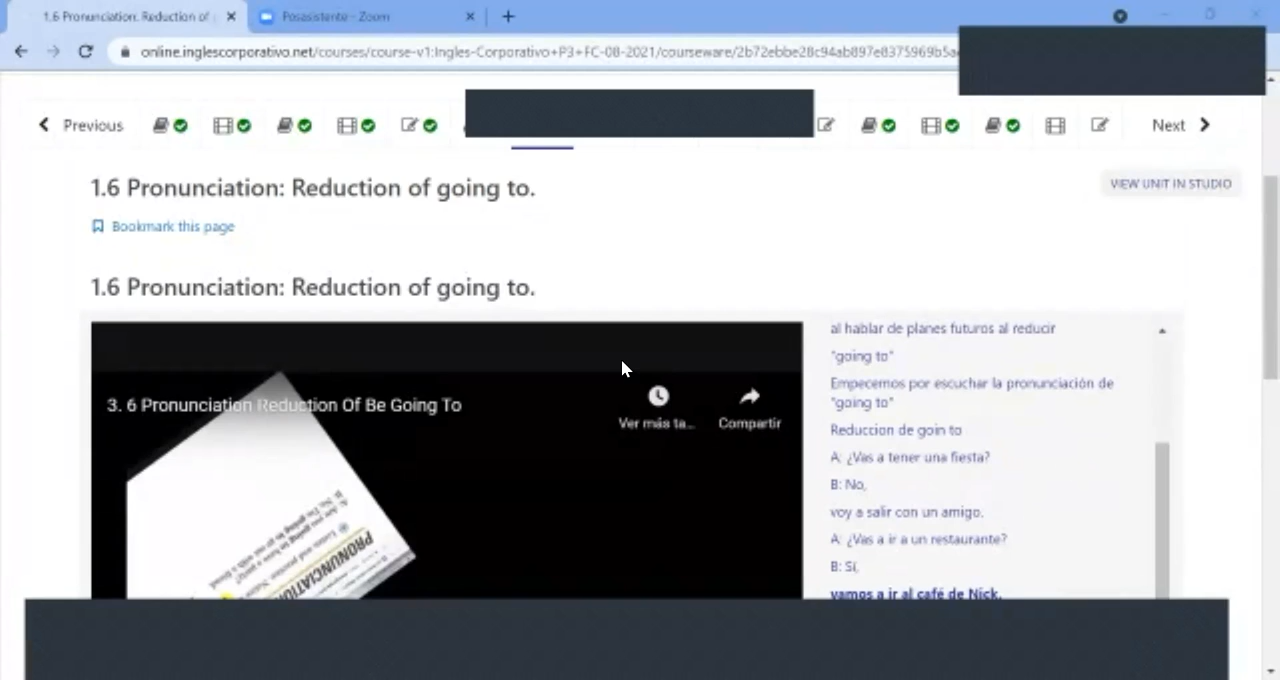 1.6 Pronunciation. Reduction of
Posasistente - Zoom
online.inglescorporativo.net/courses/course-v1:Ingles-Corporativo+P3+FC-08-2021/courseware/2b72ebbe28c94ab897e8375969b5a
Previous
Next
1.6 Pronunciation: Reduction of going to.
VIEW UNIT IN STUDIO
Bookmark this page
1.6 Pronunciation: Reduction of going to.
3. 6 Pronunciation Reduction Of Be Going To
Ver más ta...
Compartir
PRONUNCIATION
al hablar de planes futuros al reducir
"going to"
Empecemos por escuchar la pronunciación de
"going to"
Reduccion de goin to
A: ¿Vas a tener una fiesta?
B: No,
voy a salir con un amigo.
A: ¿Vas a ir a un restaurante?
B: Sí,
vamos a ir al café de Nick.